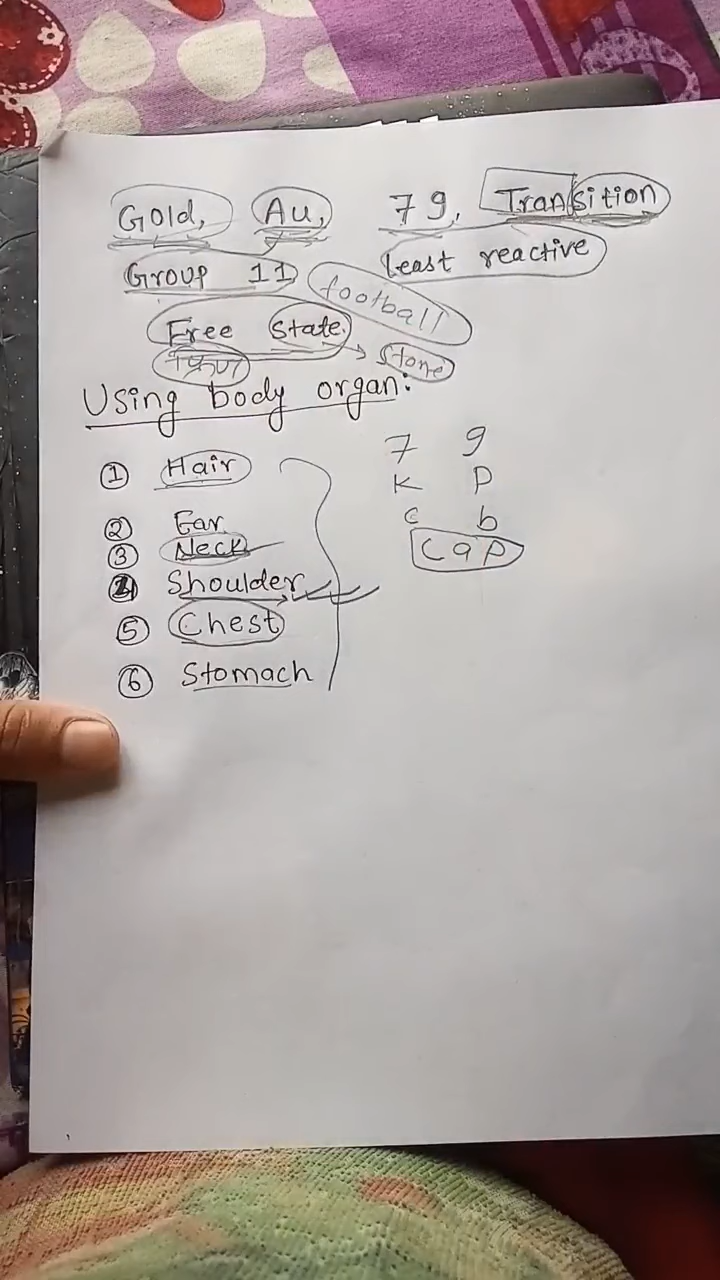 Gold, Au, 79, Transition
Group 11 Least reactive
football
Free State
Stone
Using body organ:
① Hair
② Ear
③ Neck
④ Shoulder
⑤ Chest
⑥ Stomach
7 9
K P
c b
Cap